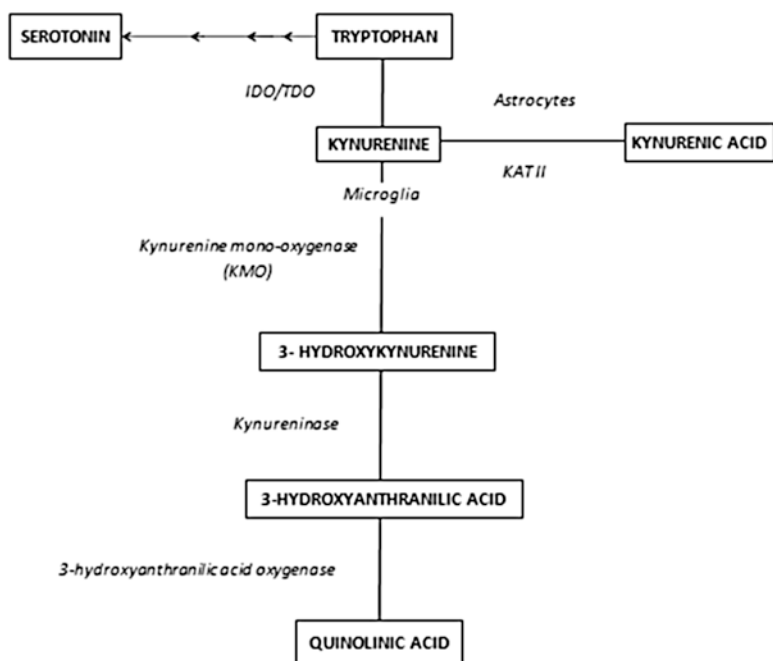 SEROTONIN
TRYPTOPHAN
IDO/TDO
Astrocytes
KYNURENINE
KYNURENIC ACID
KAT II
Microglia
Kynurenine mono-oxygenase
(KMO)
3- HYDROXYKYNURENINE
Kynureninase
3-HYDROXYANTHRANILIC ACID
3-hydroxyanthranilic acid oxygenase
QUINOLINIC ACID